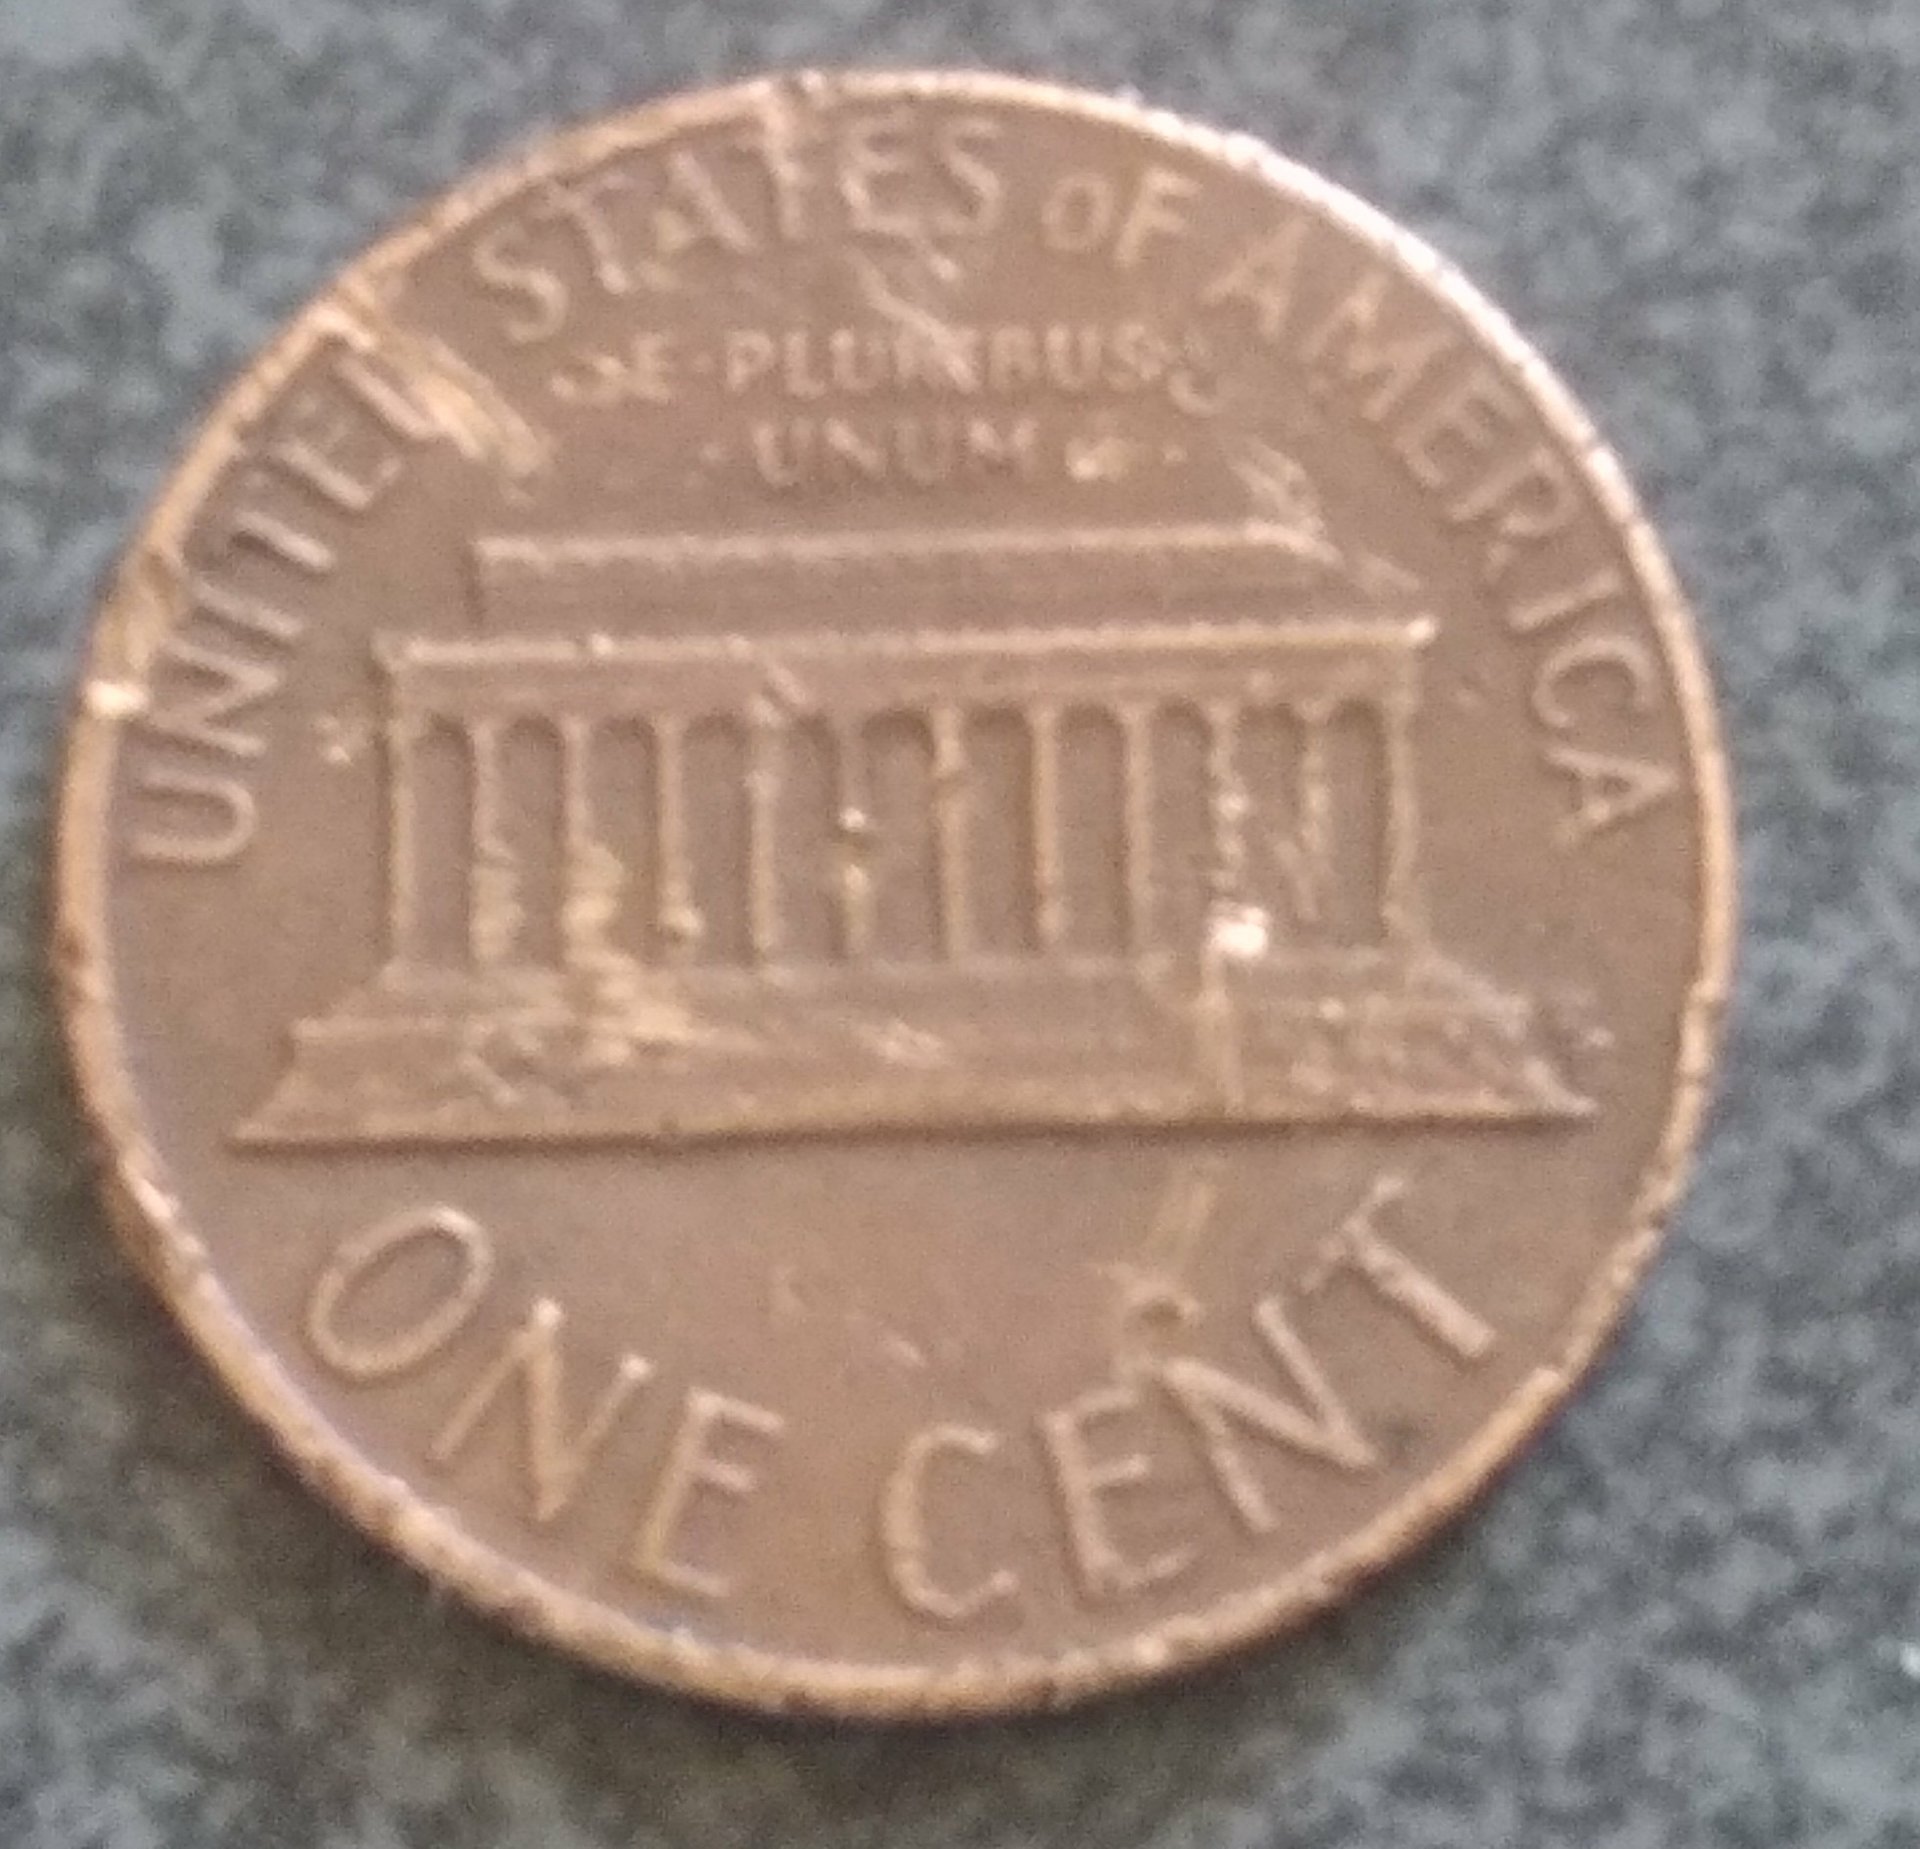 UNITED STATES OF AMERICA
E·PLURIBUS
UNUM
ONE CENT